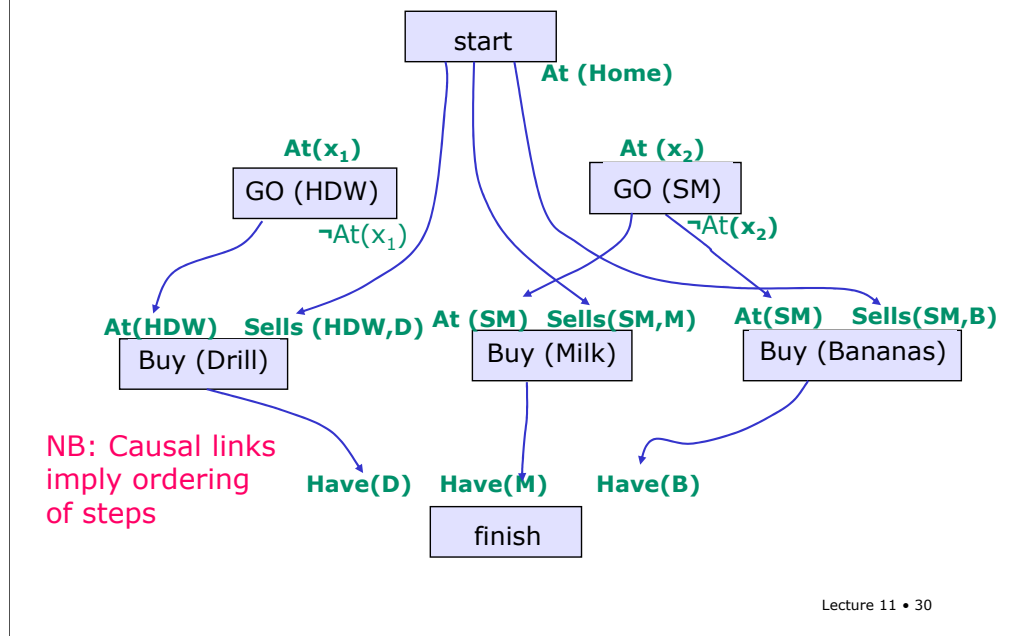 start
At (Home)
At(x₁)
At (x₂)
GO (HDW)
GO (SM)
¬At(x₁)
¬At(x₂)
At(HDW) Sells (HDW,D)
At (SM) Sells(SM,M)
At(SM) Sells(SM,B)
Buy (Drill)
Buy (Milk)
Buy (Bananas)
NB: Causal links
imply ordering
of steps
Have(D)
Have(M)
Have(B)
finish
Lecture 11 • 30